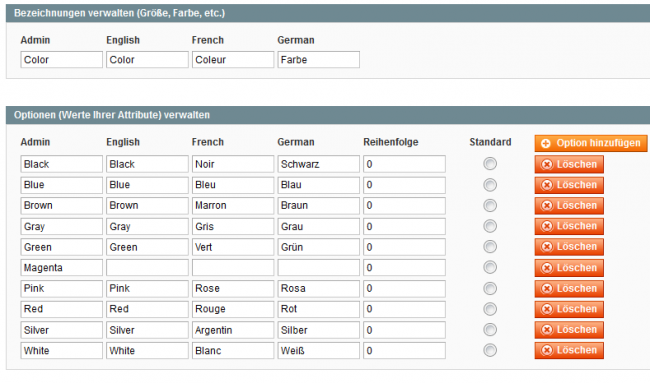 Bezeichnungen verwalten (Größe, Farbe, etc.)
Admin English French German
Color Color Coleur Farbe
Optionen (Werte Ihrer Attribute) verwalten
Admin English French German Reihenfolge Standard Option hinzufügen
Black Black Noir Schwarz 0 Löschen
Blue Blue Bleu Blau 0 Löschen
Brown Brown Marron Braun 0 Löschen
Gray Gray Gris Grau 0 Löschen
Green Green Vert Grün 0 Löschen
Magenta 0 Löschen
Pink Pink Rose Rosa 0 Löschen
Red Red Rouge Rot 0 Löschen
Silver Silver Argentin Silber 0 Löschen
White White Blanc Weiß 0 Löschen